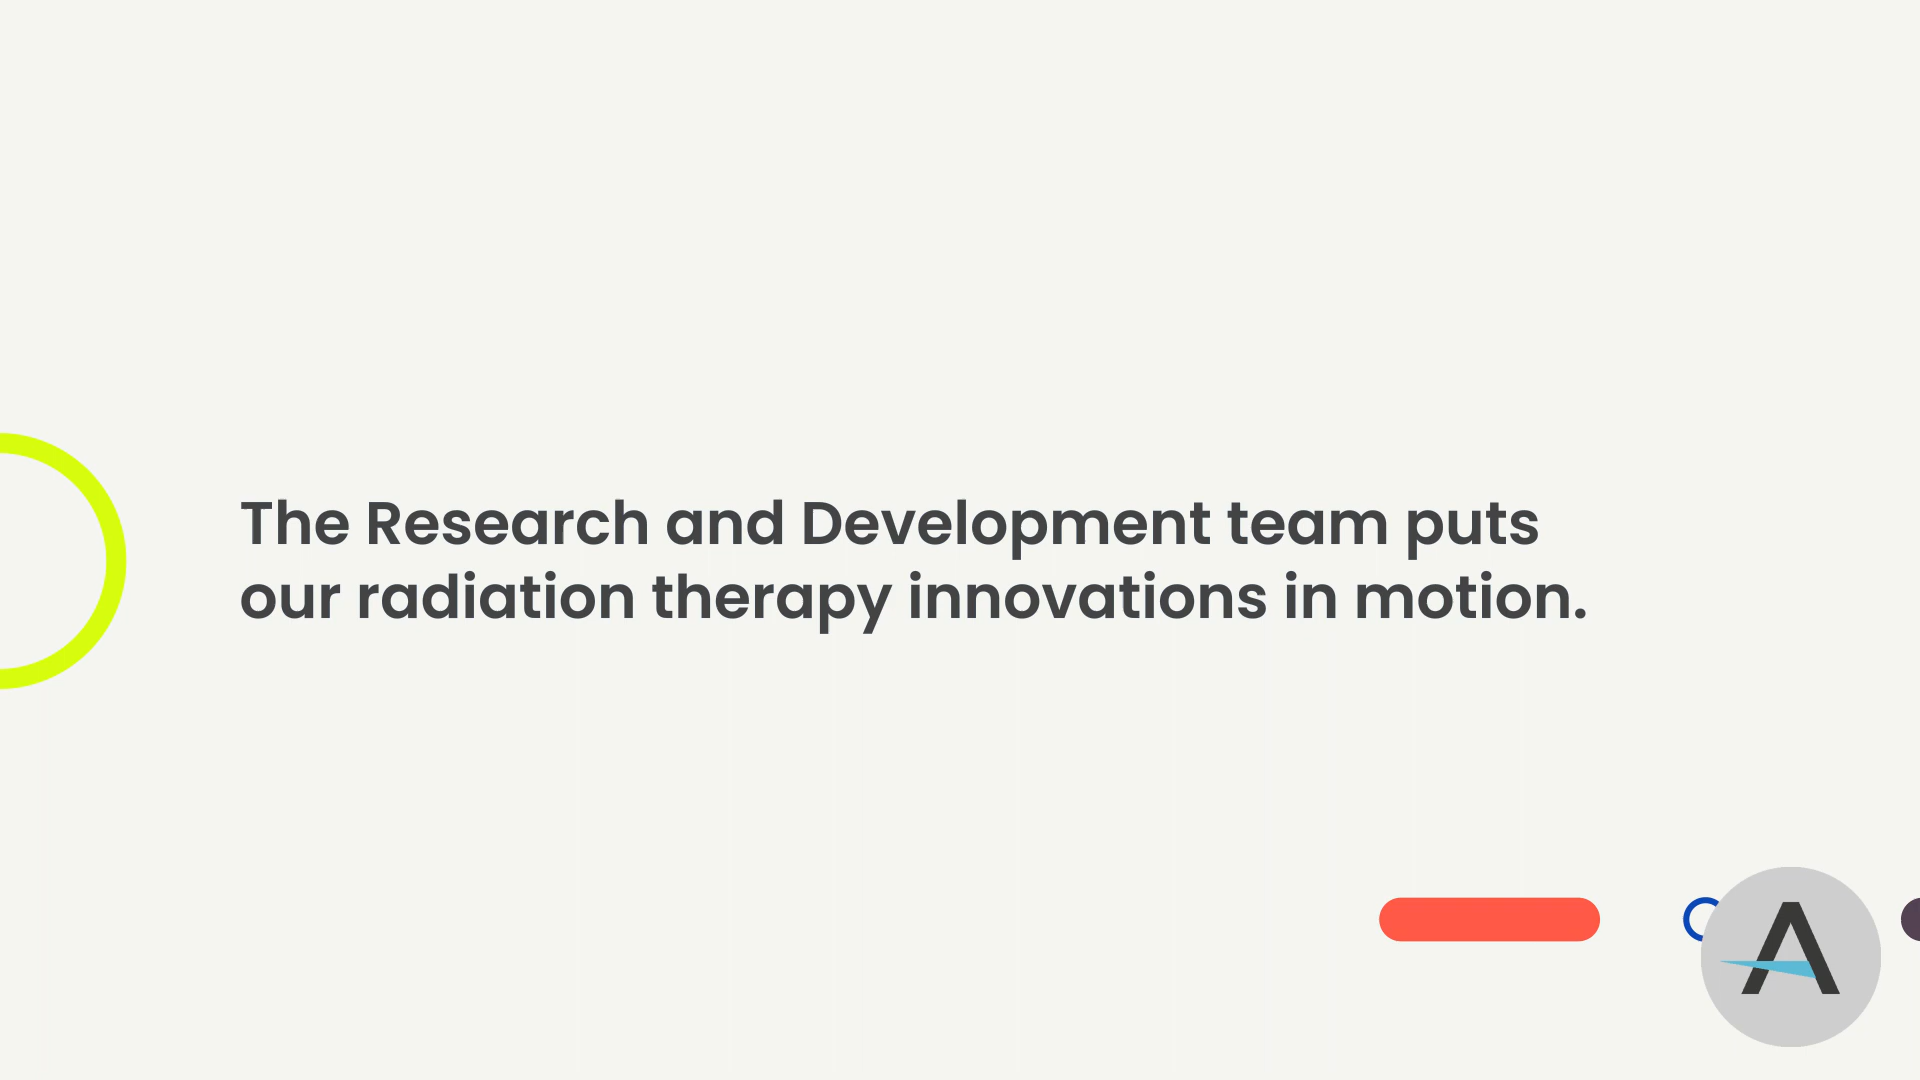 The Research and Development team puts
our radiation therapy innovations in motion.
A